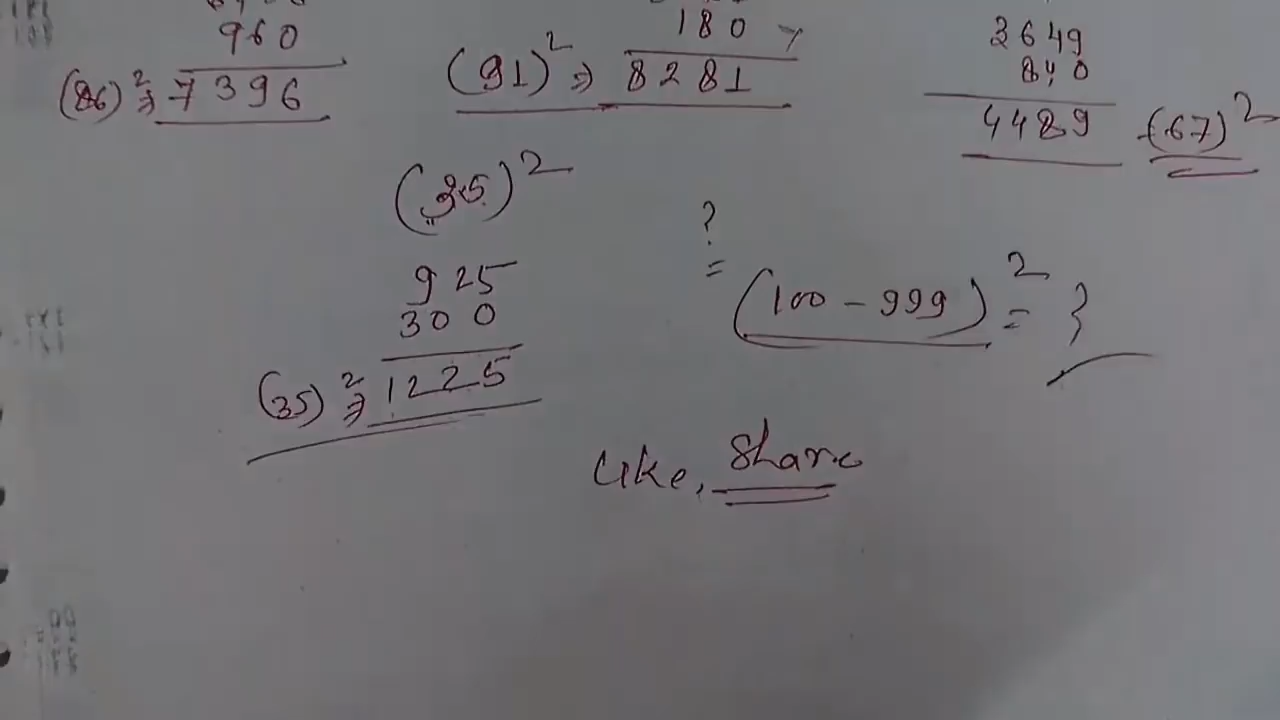 960
(86)² ⇒ 7396
180
(91)² ⇒ 8281
3649
840
4489 (67)²
(35)²
925
300
(35)² ⇒ 1225
?
= (100 - 999)² = }
Like, Share